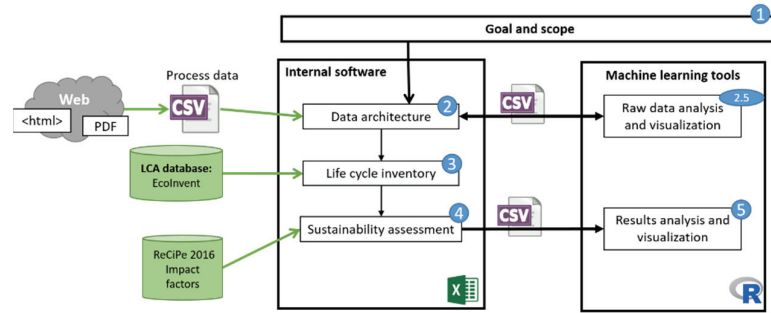 1
Goal and scope
Process data
Internal software
Machine learning tools
Web
<html>
PDF
CSV
Data architecture
2
CSV
2.5
Raw data analysis
and visualization
LCA database:
EcoInvent
Life cycle inventory
3
ReCiPe 2016
Impact
factors
Sustainability assessment
4
CSV
5
Results analysis and
visualization
X
R